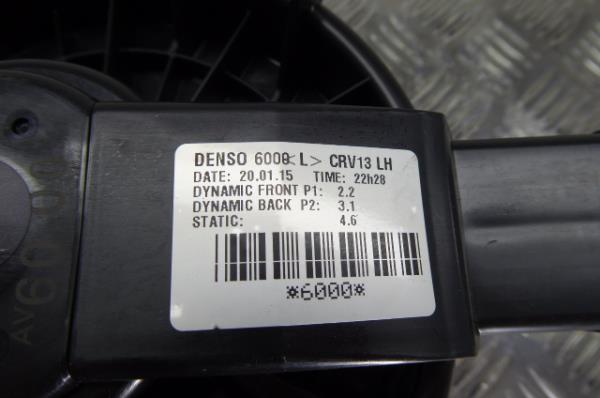 DENSO 6000 <L> CRV13 LH
DATE: 20.01.15 TIME: 22h28
DYNAMIC FRONT P1: 2.2
DYNAMIC BACK P2: 3.1
STATIC: 4.6
*6000*